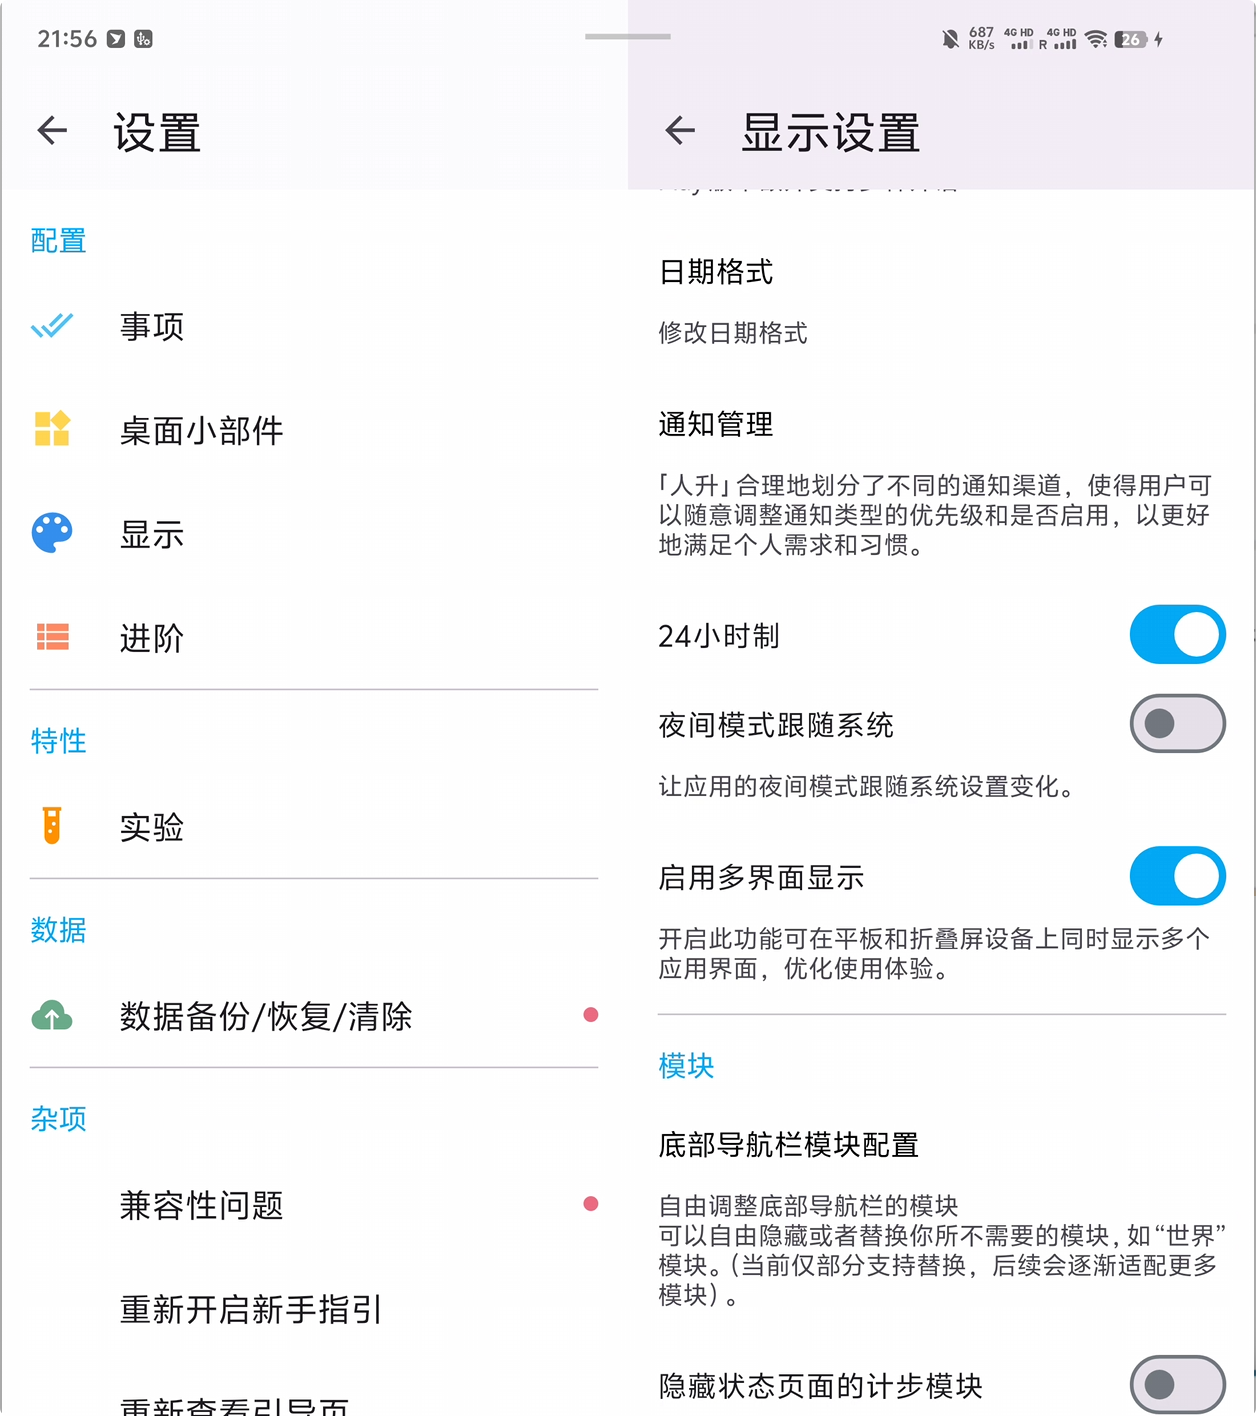 21:56
687 KB/s 4G HD R 4G HD 26
设置
配置
事项
桌面小部件
显示
进阶
特性
实验
数据
数据备份/恢复/清除
杂项
兼容性问题
重新开启新手指引
重新查看引导页
显示设置
日期格式
修改日期格式
通知管理
「人升」合理地划分了不同的通知渠道，使得用户可
以随意调整通知类型的优先级和是否启用，以更好
地满足个人需求和习惯。
24小时制
夜间模式跟随系统
让应用的夜间模式跟随系统设置变化。
启用多界面显示
开启此功能可在平板和折叠屏设备上同时显示多个
应用界面，优化使用体验。
模块
底部导航栏模块配置
自由调整底部导航栏的模块
可以自由隐藏或者替换你所不需要的模块，如“世界”
模块。（当前仅部分支持替换，后续会逐渐适配更多
模块）。
隐藏状态页面的计步模块